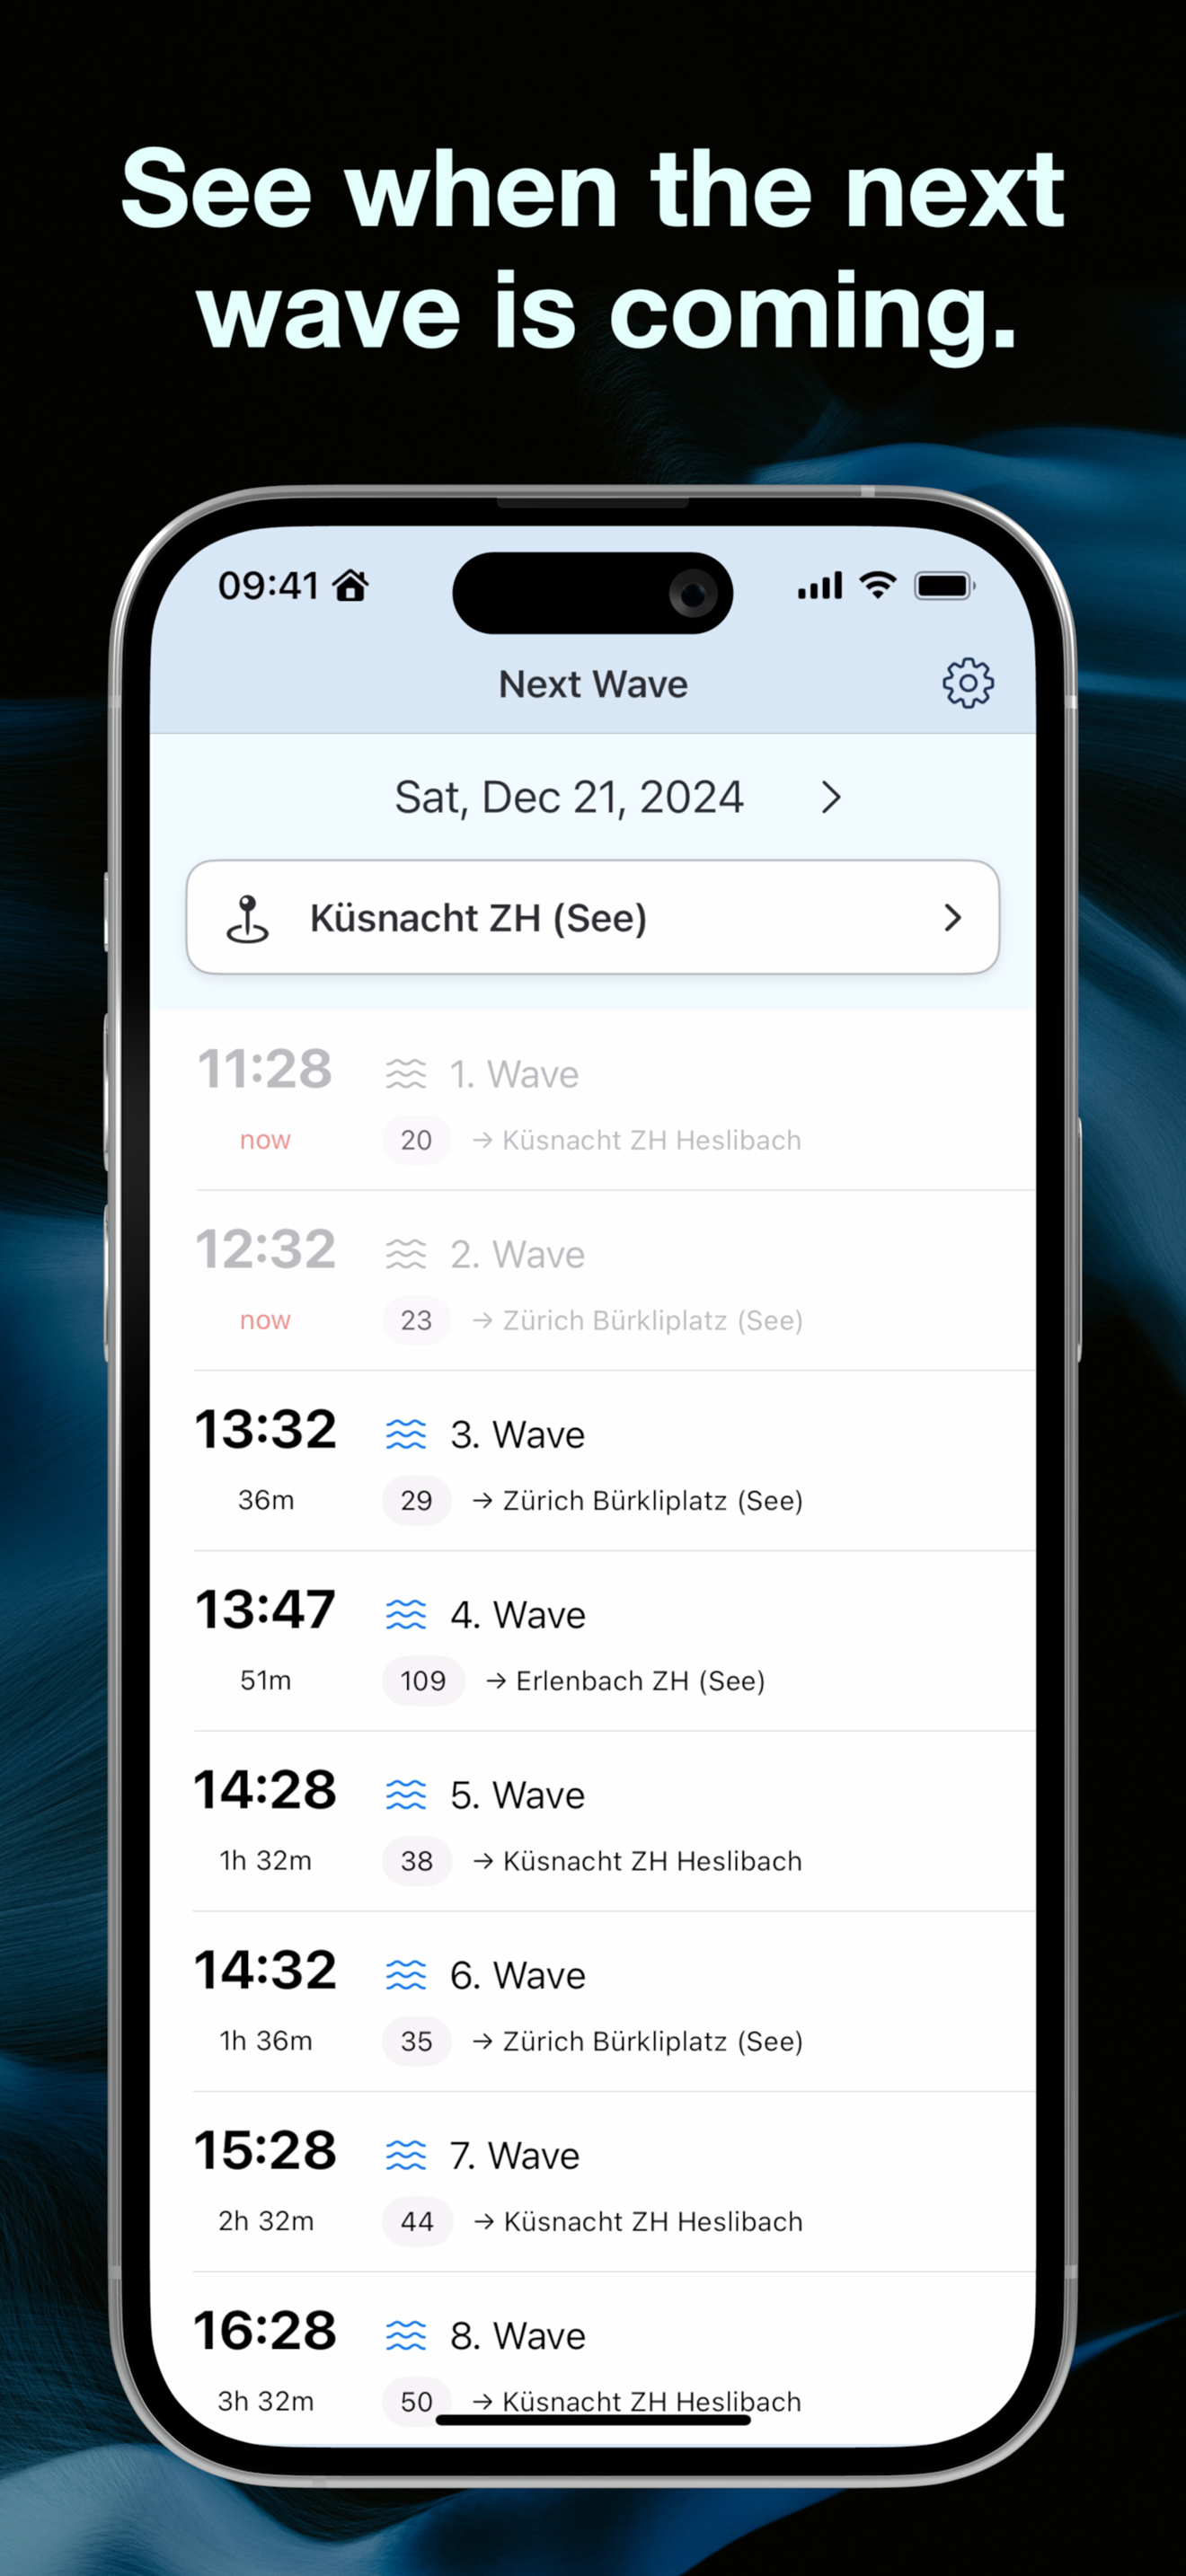 See when the next
wave is coming.
09:41
Next Wave
Sat, Dec 21, 2024
Küsnacht ZH (See)
11:28 1. Wave
now 20 → Küsnacht ZH Heslibach
12:32 2. Wave
now 23 → Zürich Bürkliplatz (See)
13:32 3. Wave
36m 29 → Zürich Bürkliplatz (See)
13:47 4. Wave
51m 109 → Erlenbach ZH (See)
14:28 5. Wave
1h 32m 38 → Küsnacht ZH Heslibach
14:32 6. Wave
1h 36m 35 → Zürich Bürkliplatz (See)
15:28 7. Wave
2h 32m 44 → Küsnacht ZH Heslibach
16:28 8. Wave
3h 32m 50 → Küsnacht ZH Heslibach